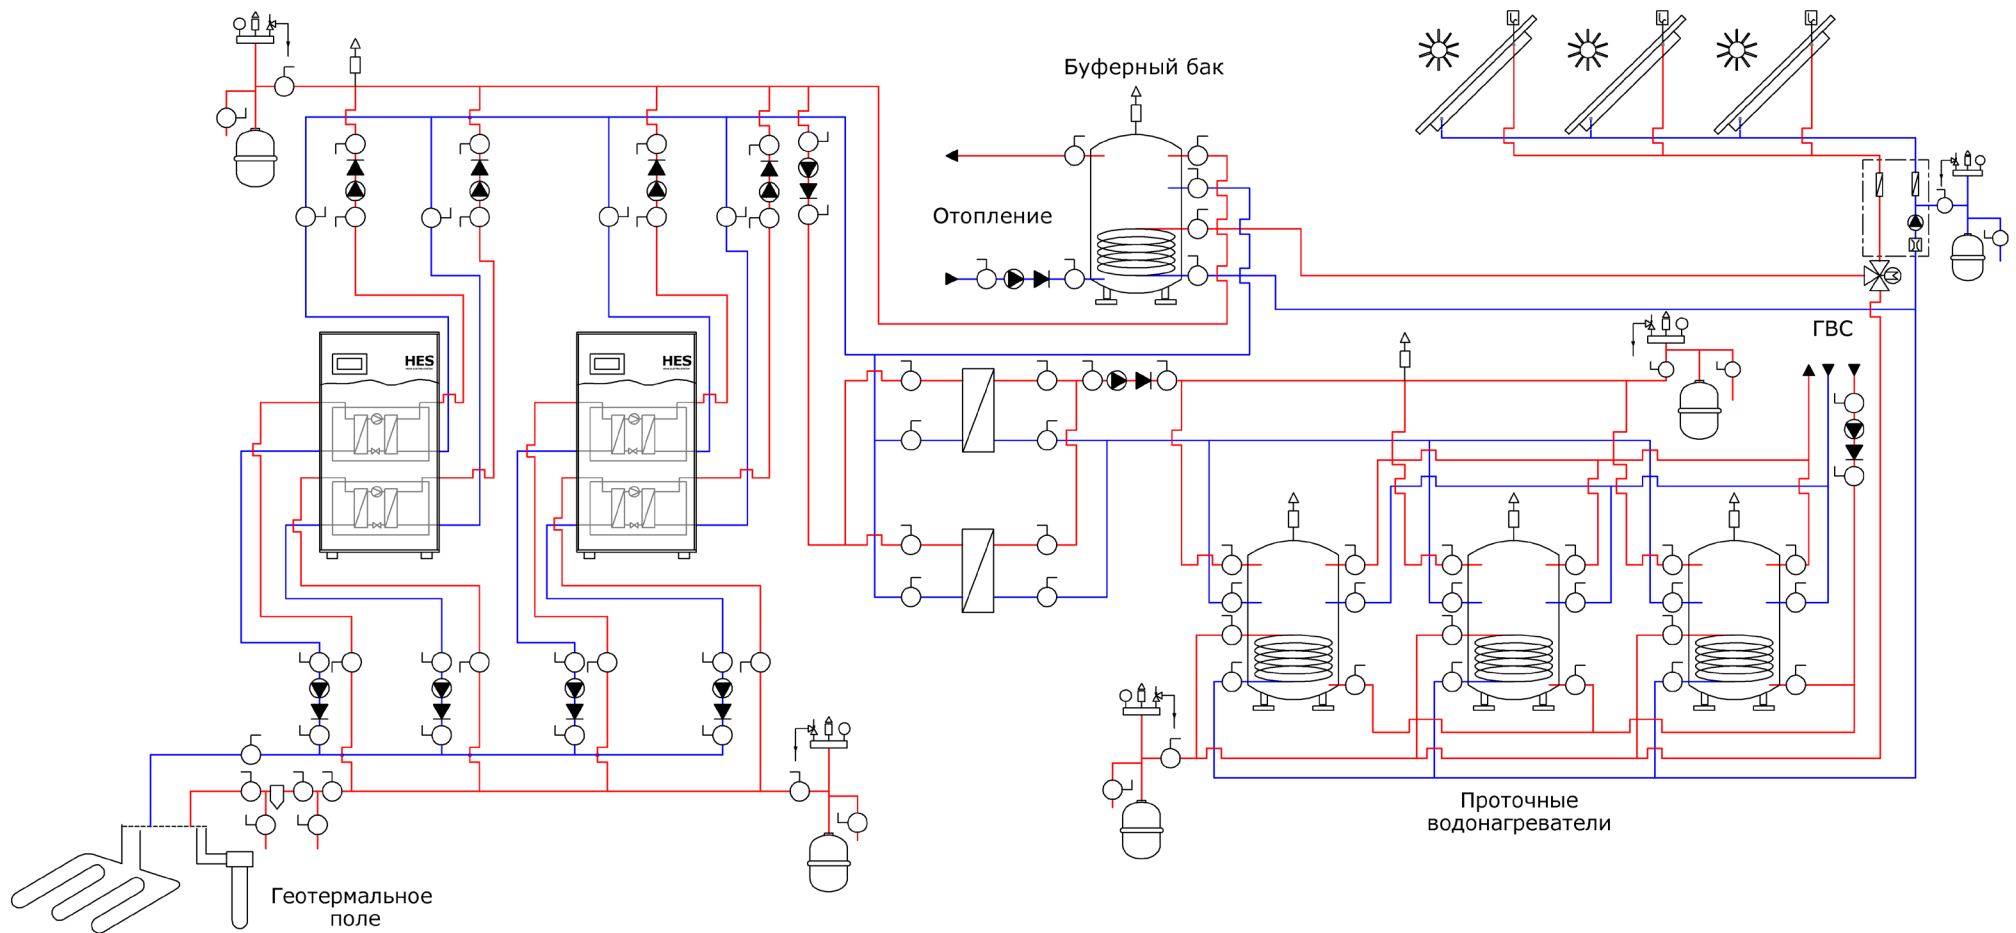 Буферный бак
Отопление
ГВС
HES
HES
Проточные
водонагреватели
Геотермальное
поле